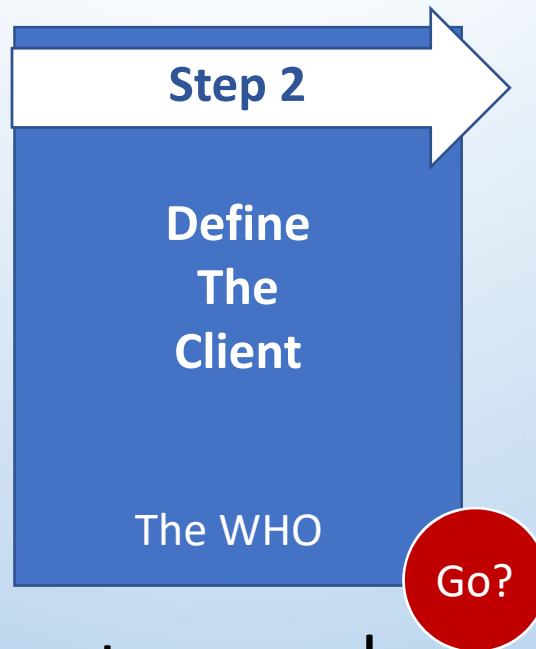 Step 2
Define
The
Client
The WHO
Go?